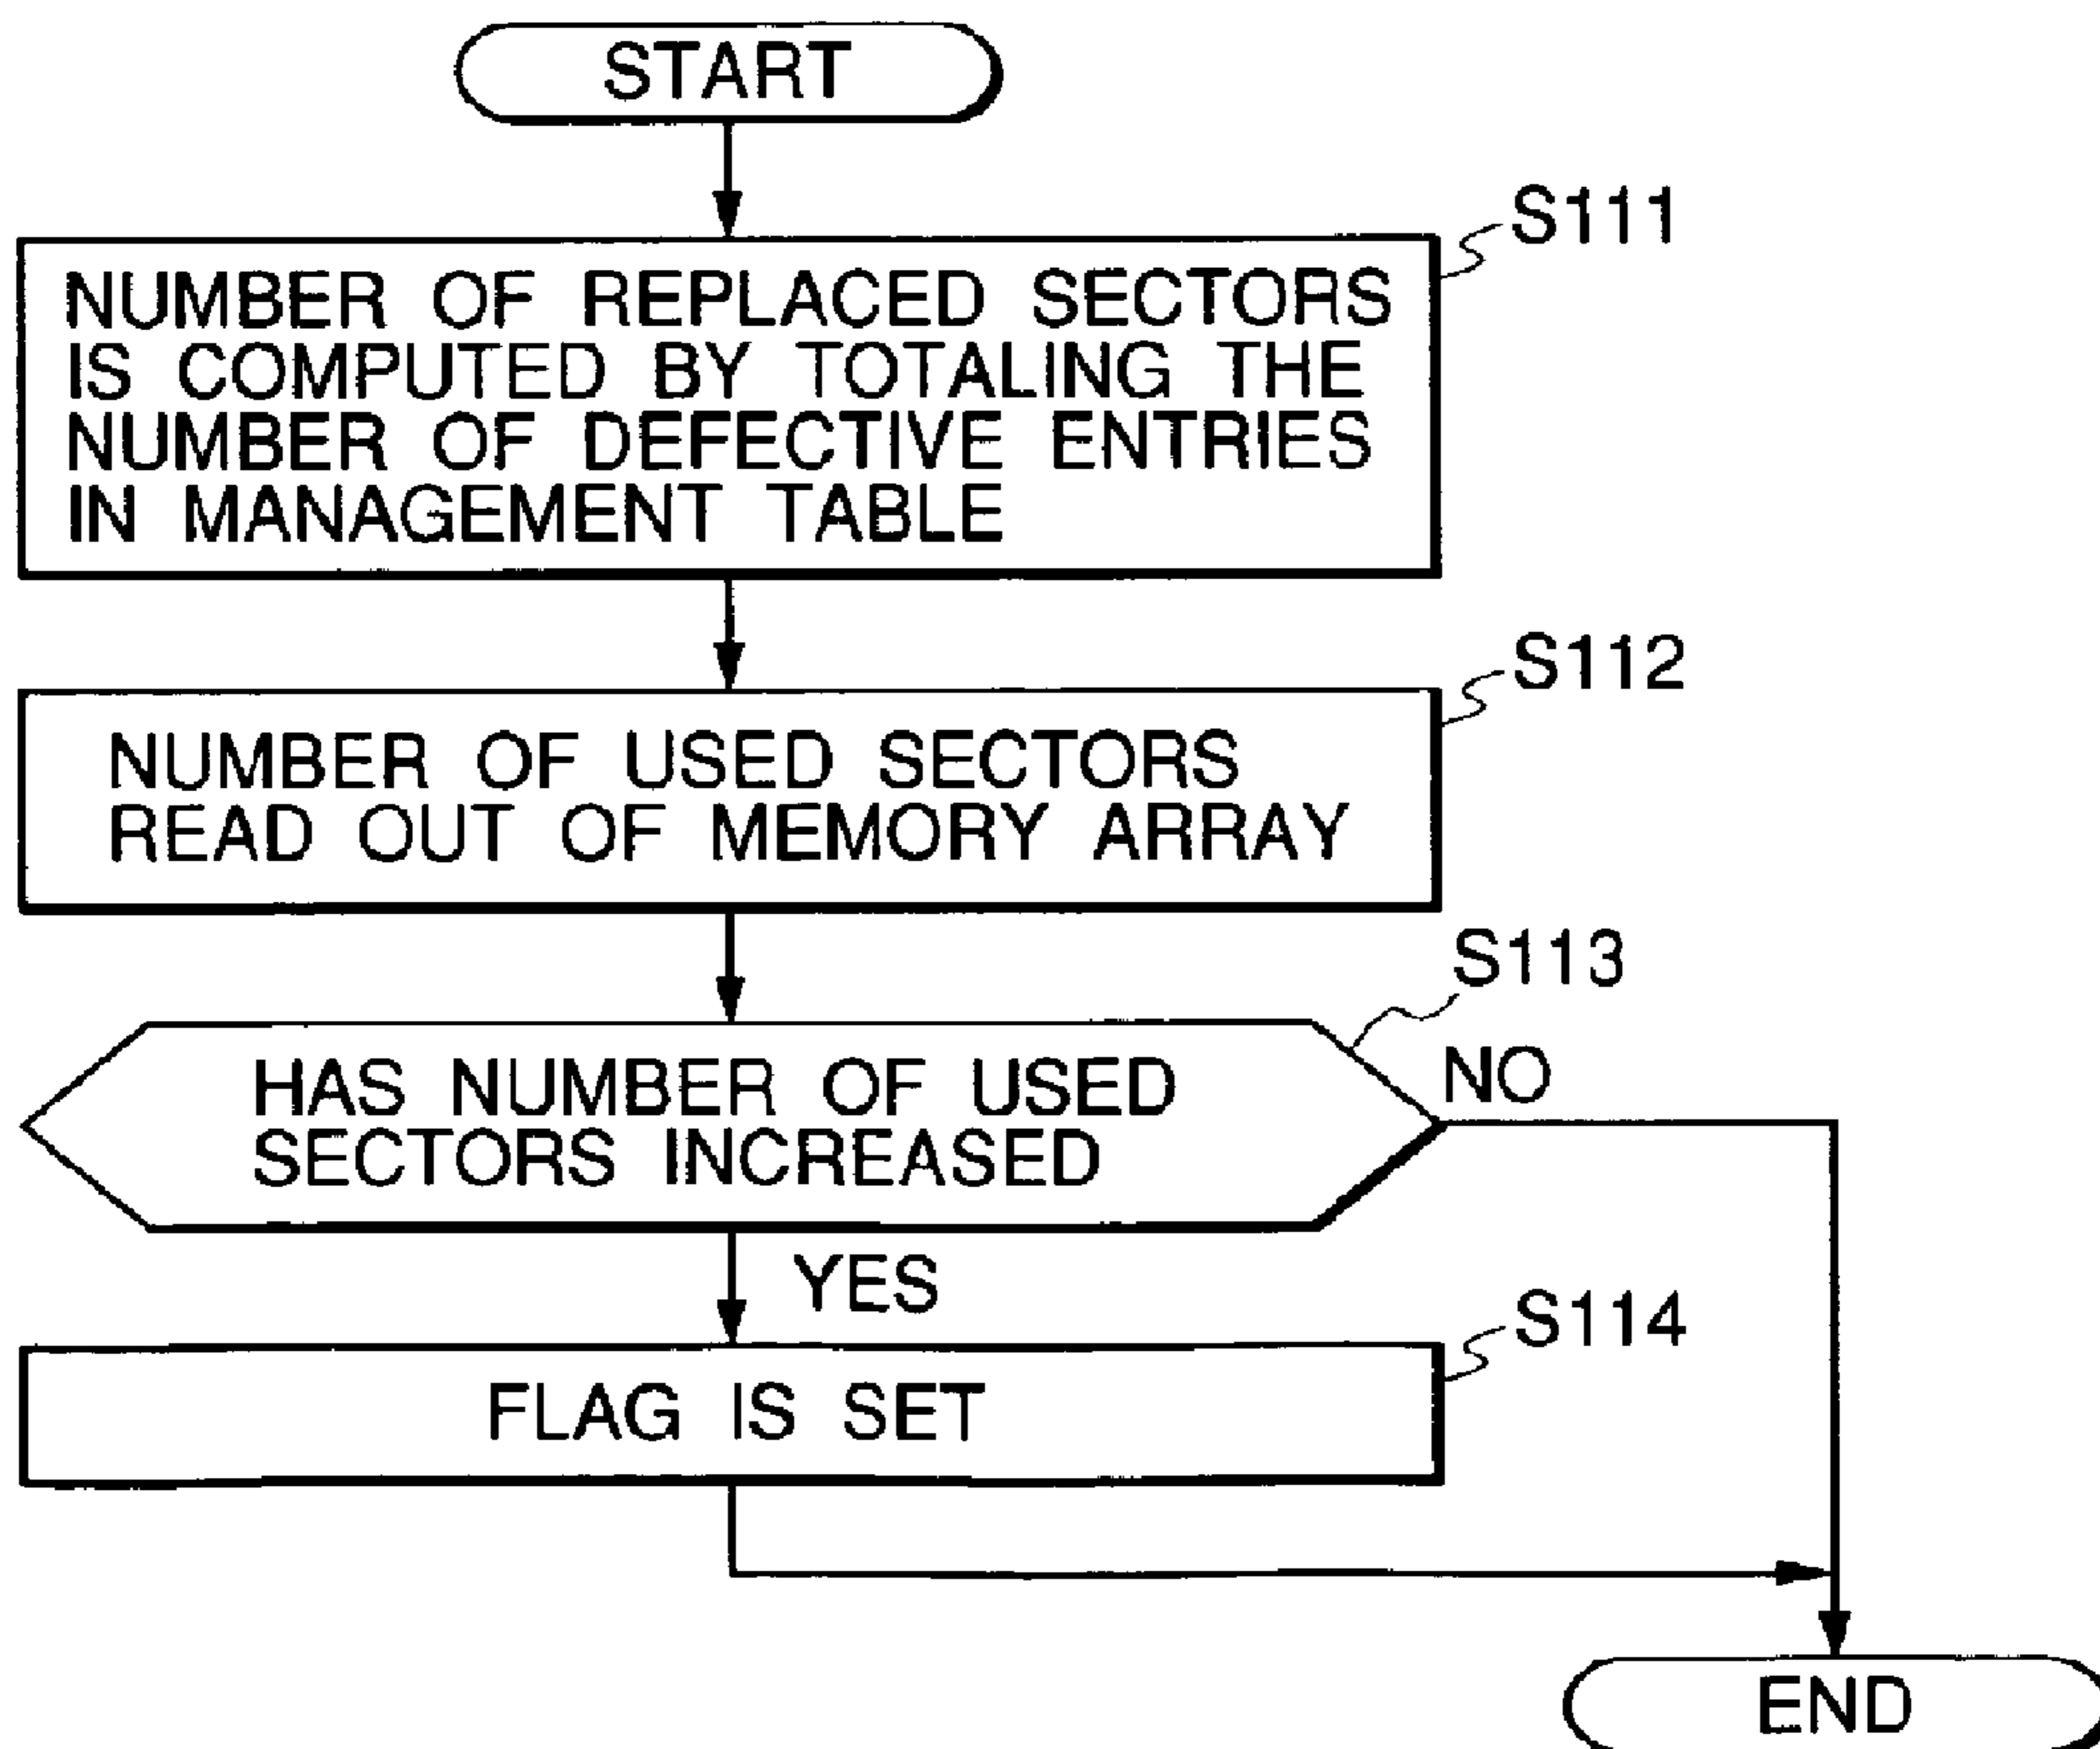 START
S111
NUMBER OF REPLACED SECTORS
IS COMPUTED BY TOTALING THE
NUMBER OF DEFECTIVE ENTRIES
IN MANAGEMENT TABLE
S112
NUMBER OF USED SECTORS
READ OUT OF MEMORY ARRAY
S113
HAS NUMBER OF USED
SECTORS INCREASED
NO
YES
S114
FLAG IS SET
END